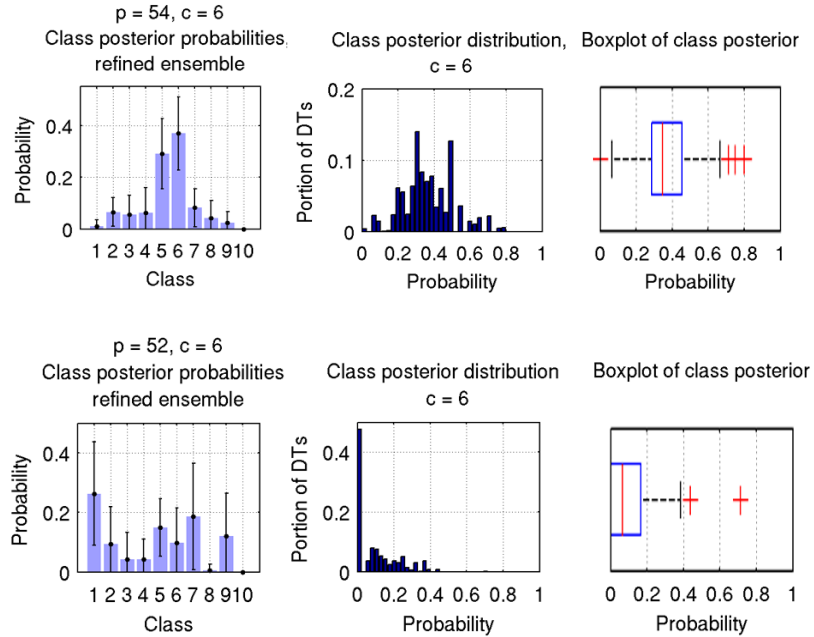 p = 54, c = 6
Class posterior probabilities,
refined ensemble
Probability
0.4
0.2
0
1 2 3 4 5 6 7 8 910
Class
Class posterior distribution,
c = 6
Portion of DTs
0.2
0.1
0
0 0.2 0.4 0.6 0.8 1
Probability
Boxplot of class posterior
0 0.2 0.4 0.6 0.8 1
Probability
p = 52, c = 6
Class posterior probabilities
refined ensemble
Probability
0.4
0.2
0
1 2 3 4 5 6 7 8 910
Class
Class posterior distribution
c = 6
Portion of DTs
0.4
0.2
0
0 0.2 0.4 0.6 0.8 1
Probability
Boxplot of class posterior
0 0.2 0.4 0.6 0.8 1
Probability